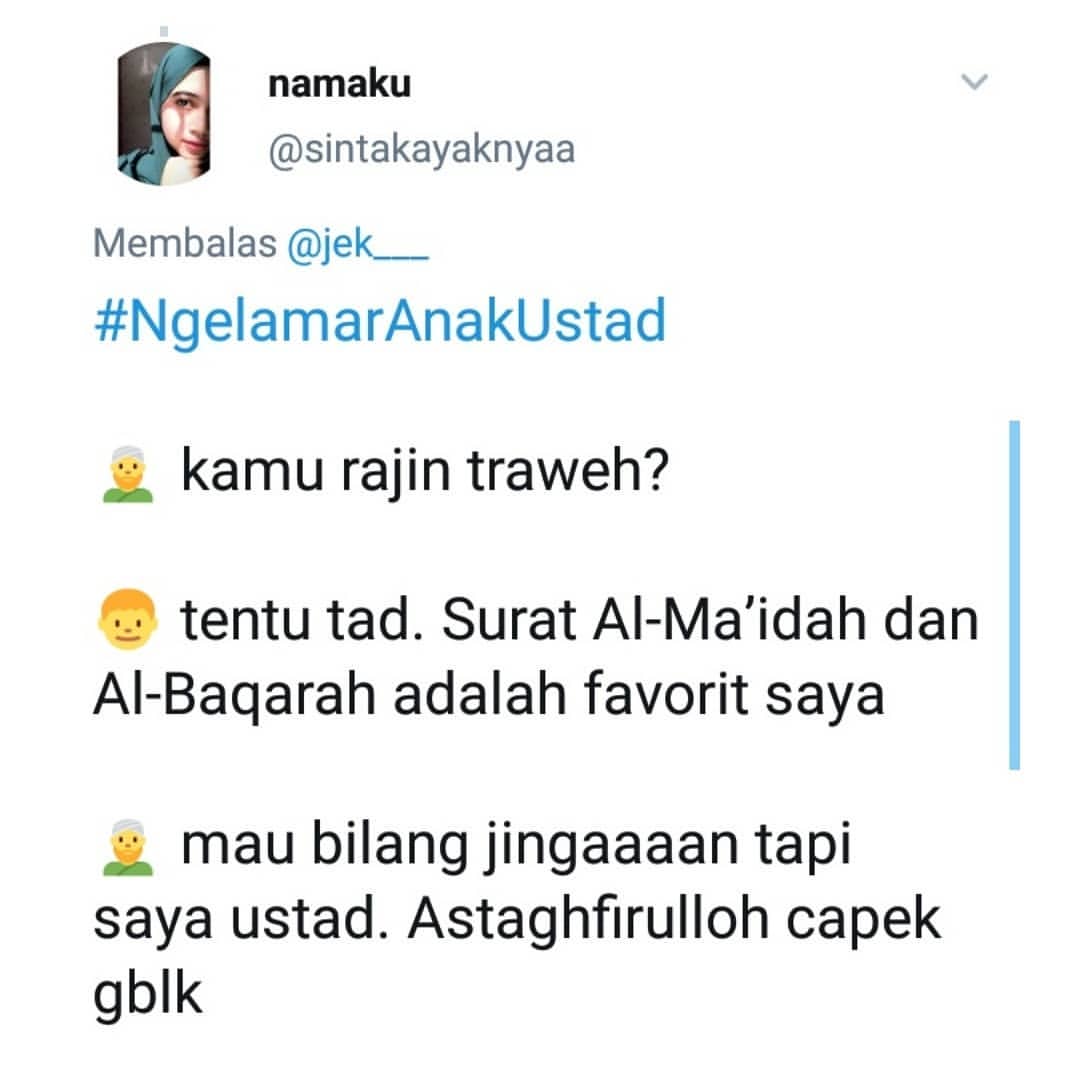 namaku
@sintakayaknyaa
Membalas @jek___
#NgelamarAnakUstad
kamu rajin traweh?
tentu tad. Surat Al-Ma’idah dan
Al-Baqarah adalah favorit saya
mau bilang jingaaaaan tapi
saya ustad. Astaghfirulloh capek
gblk